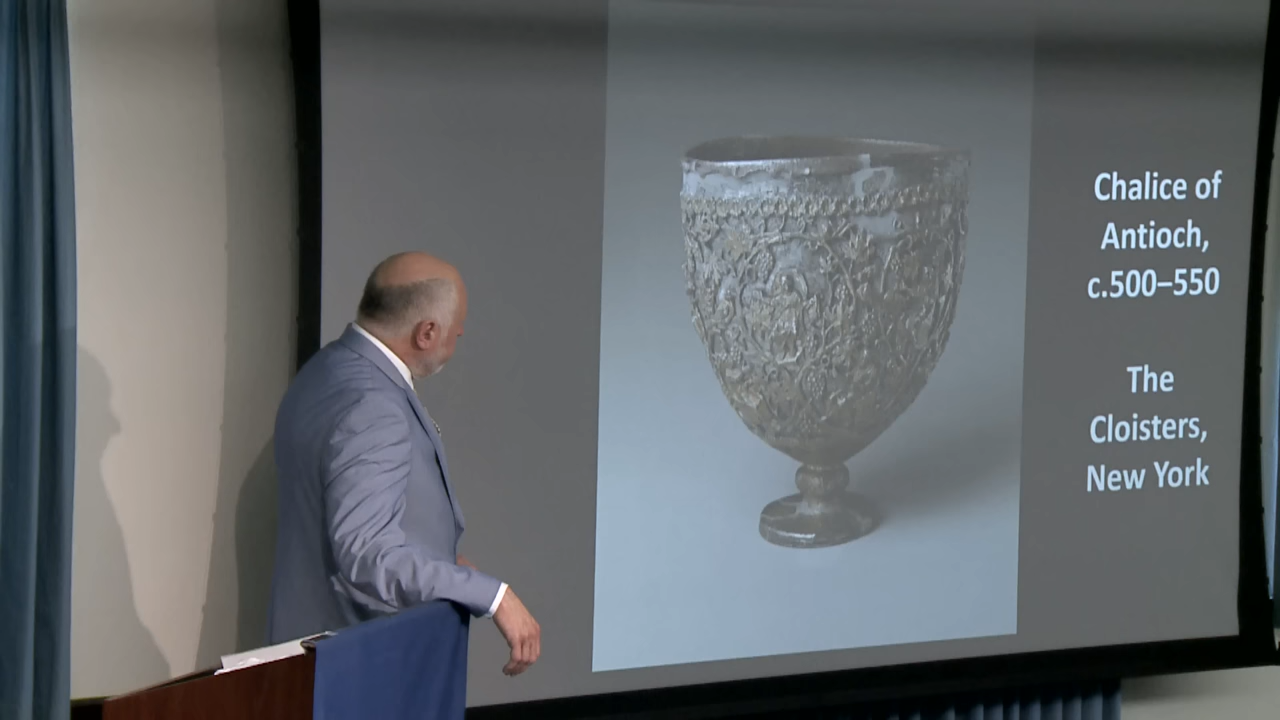 Chalice of
Antioch,
c.500–550
The
Cloisters,
New York